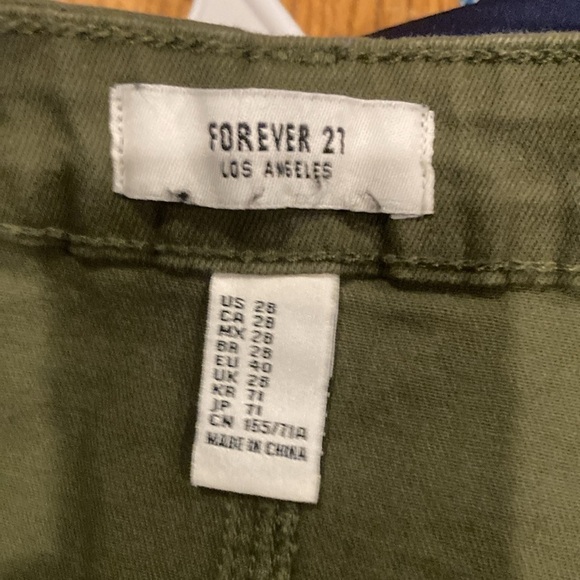 FOREVER 21
LOS ANGELES
US 28
CA 28
MX 28
BR 28
EU 40
UK 28
KR 71
JP 71
CN 165/71A
MADE IN CHINA